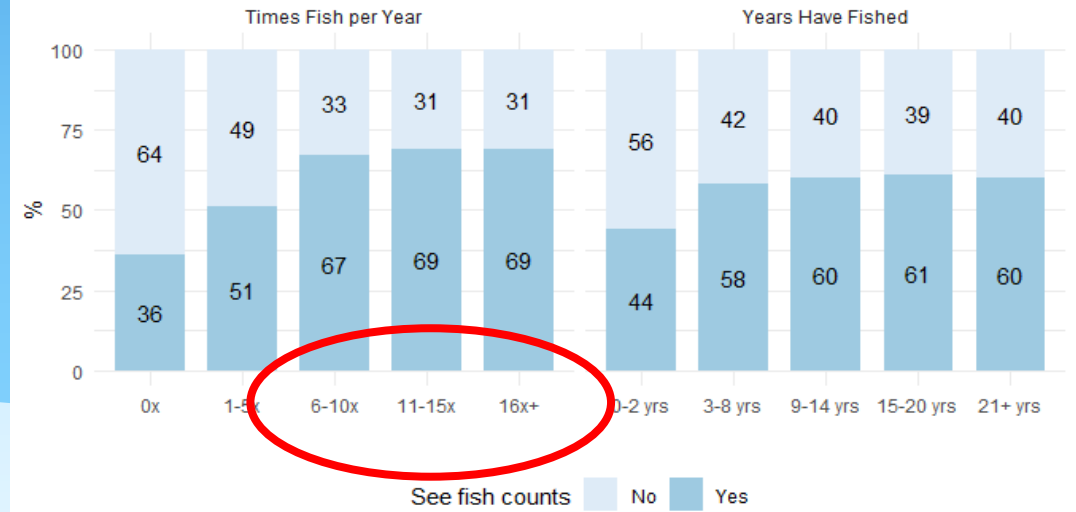 Times Fish per Year
Years Have Fished
100
75
50
25
0
%
64
49
33
31
31
36
51
67
69
69
56
42
40
39
40
44
58
60
61
60
0x
1-5x
6-10x
11-15x
16x+
0-2 yrs
3-8 yrs
9-14 yrs
15-20 yrs
21+ yrs
See fish counts No Yes